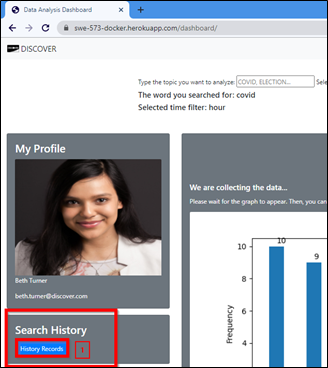 Data Analysis Dashboard
swe-573-docker.herokuapp.com/dashboard/
DISCOVER
Type the topic you want to analyze: COVID, ELECTION... Sele
The word you searched for: covid
Selected time filter: hour
My Profile
Beth Turner
beth.turner@discover.com
We are collecting the data...
Please wait for the graph to appear. Then, you can
10
9
10
8
6
4
Frequency
Search History
History Records
1